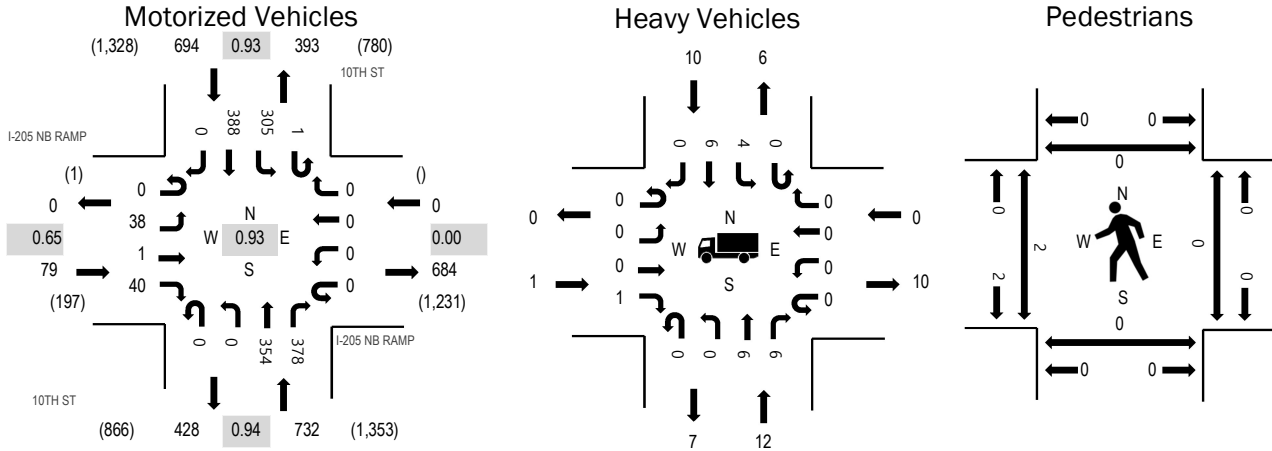 Motorized Vehicles
(1,328) 694 0.93 393 (780)
10TH ST
I-205 NB RAMP
0 388 305 1
(1)
()
0
0
0
0
38
0
0.65
N
W 0.93 E
S
0.00
1
0
79
684
40
0
(197)
(1,231)
0 0 354 378
I-205 NB RAMP
10TH ST
(866) 428 0.94 732 (1,353)
Heavy Vehicles
10 6
0 6 4 0
0
0
0
0
0
0
N
W E
S
0
0
1
10
1
0
0 0 6 6
7 12
Pedestrians
0 0
0
0
0
N
W E
S
2
0
2
0
0
0 0